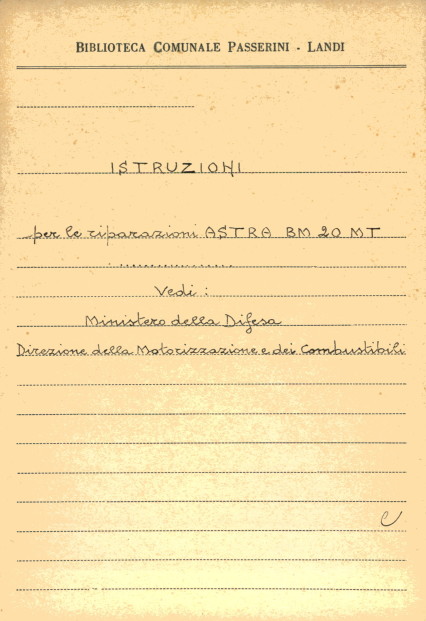 BIBLIOTECA COMUNALE PASSERINI - LANDI
ISTRUZIONI
per le riparazioni ASTRA BM 20 MT
.................
Vedi :
Ministero della Difesa
Direzione della Motorizzazione e dei Combustibili